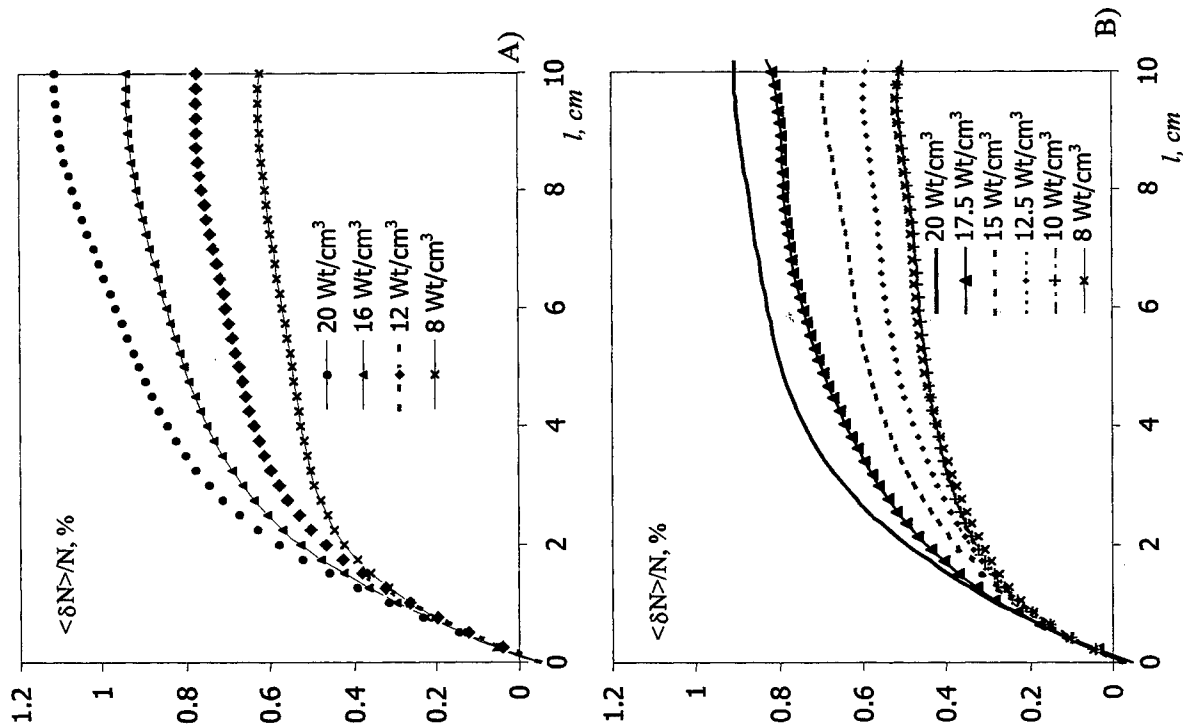 1.2
1
0.8
0.6
0.4
0.2
0
<δN>/N, %
20 Wt/cm³
16 Wt/cm³
12 Wt/cm³
8 Wt/cm³
0
2
4
6
8
10
l, cm
A)
1.2
1
0.8
0.6
0.4
0.2
0
<δN>/N, %
20 Wt/cm³
17.5 Wt/cm³
15 Wt/cm³
12.5 Wt/cm³
10 Wt/cm³
8 Wt/cm³
0
2
4
6
8
10
l, cm
B)